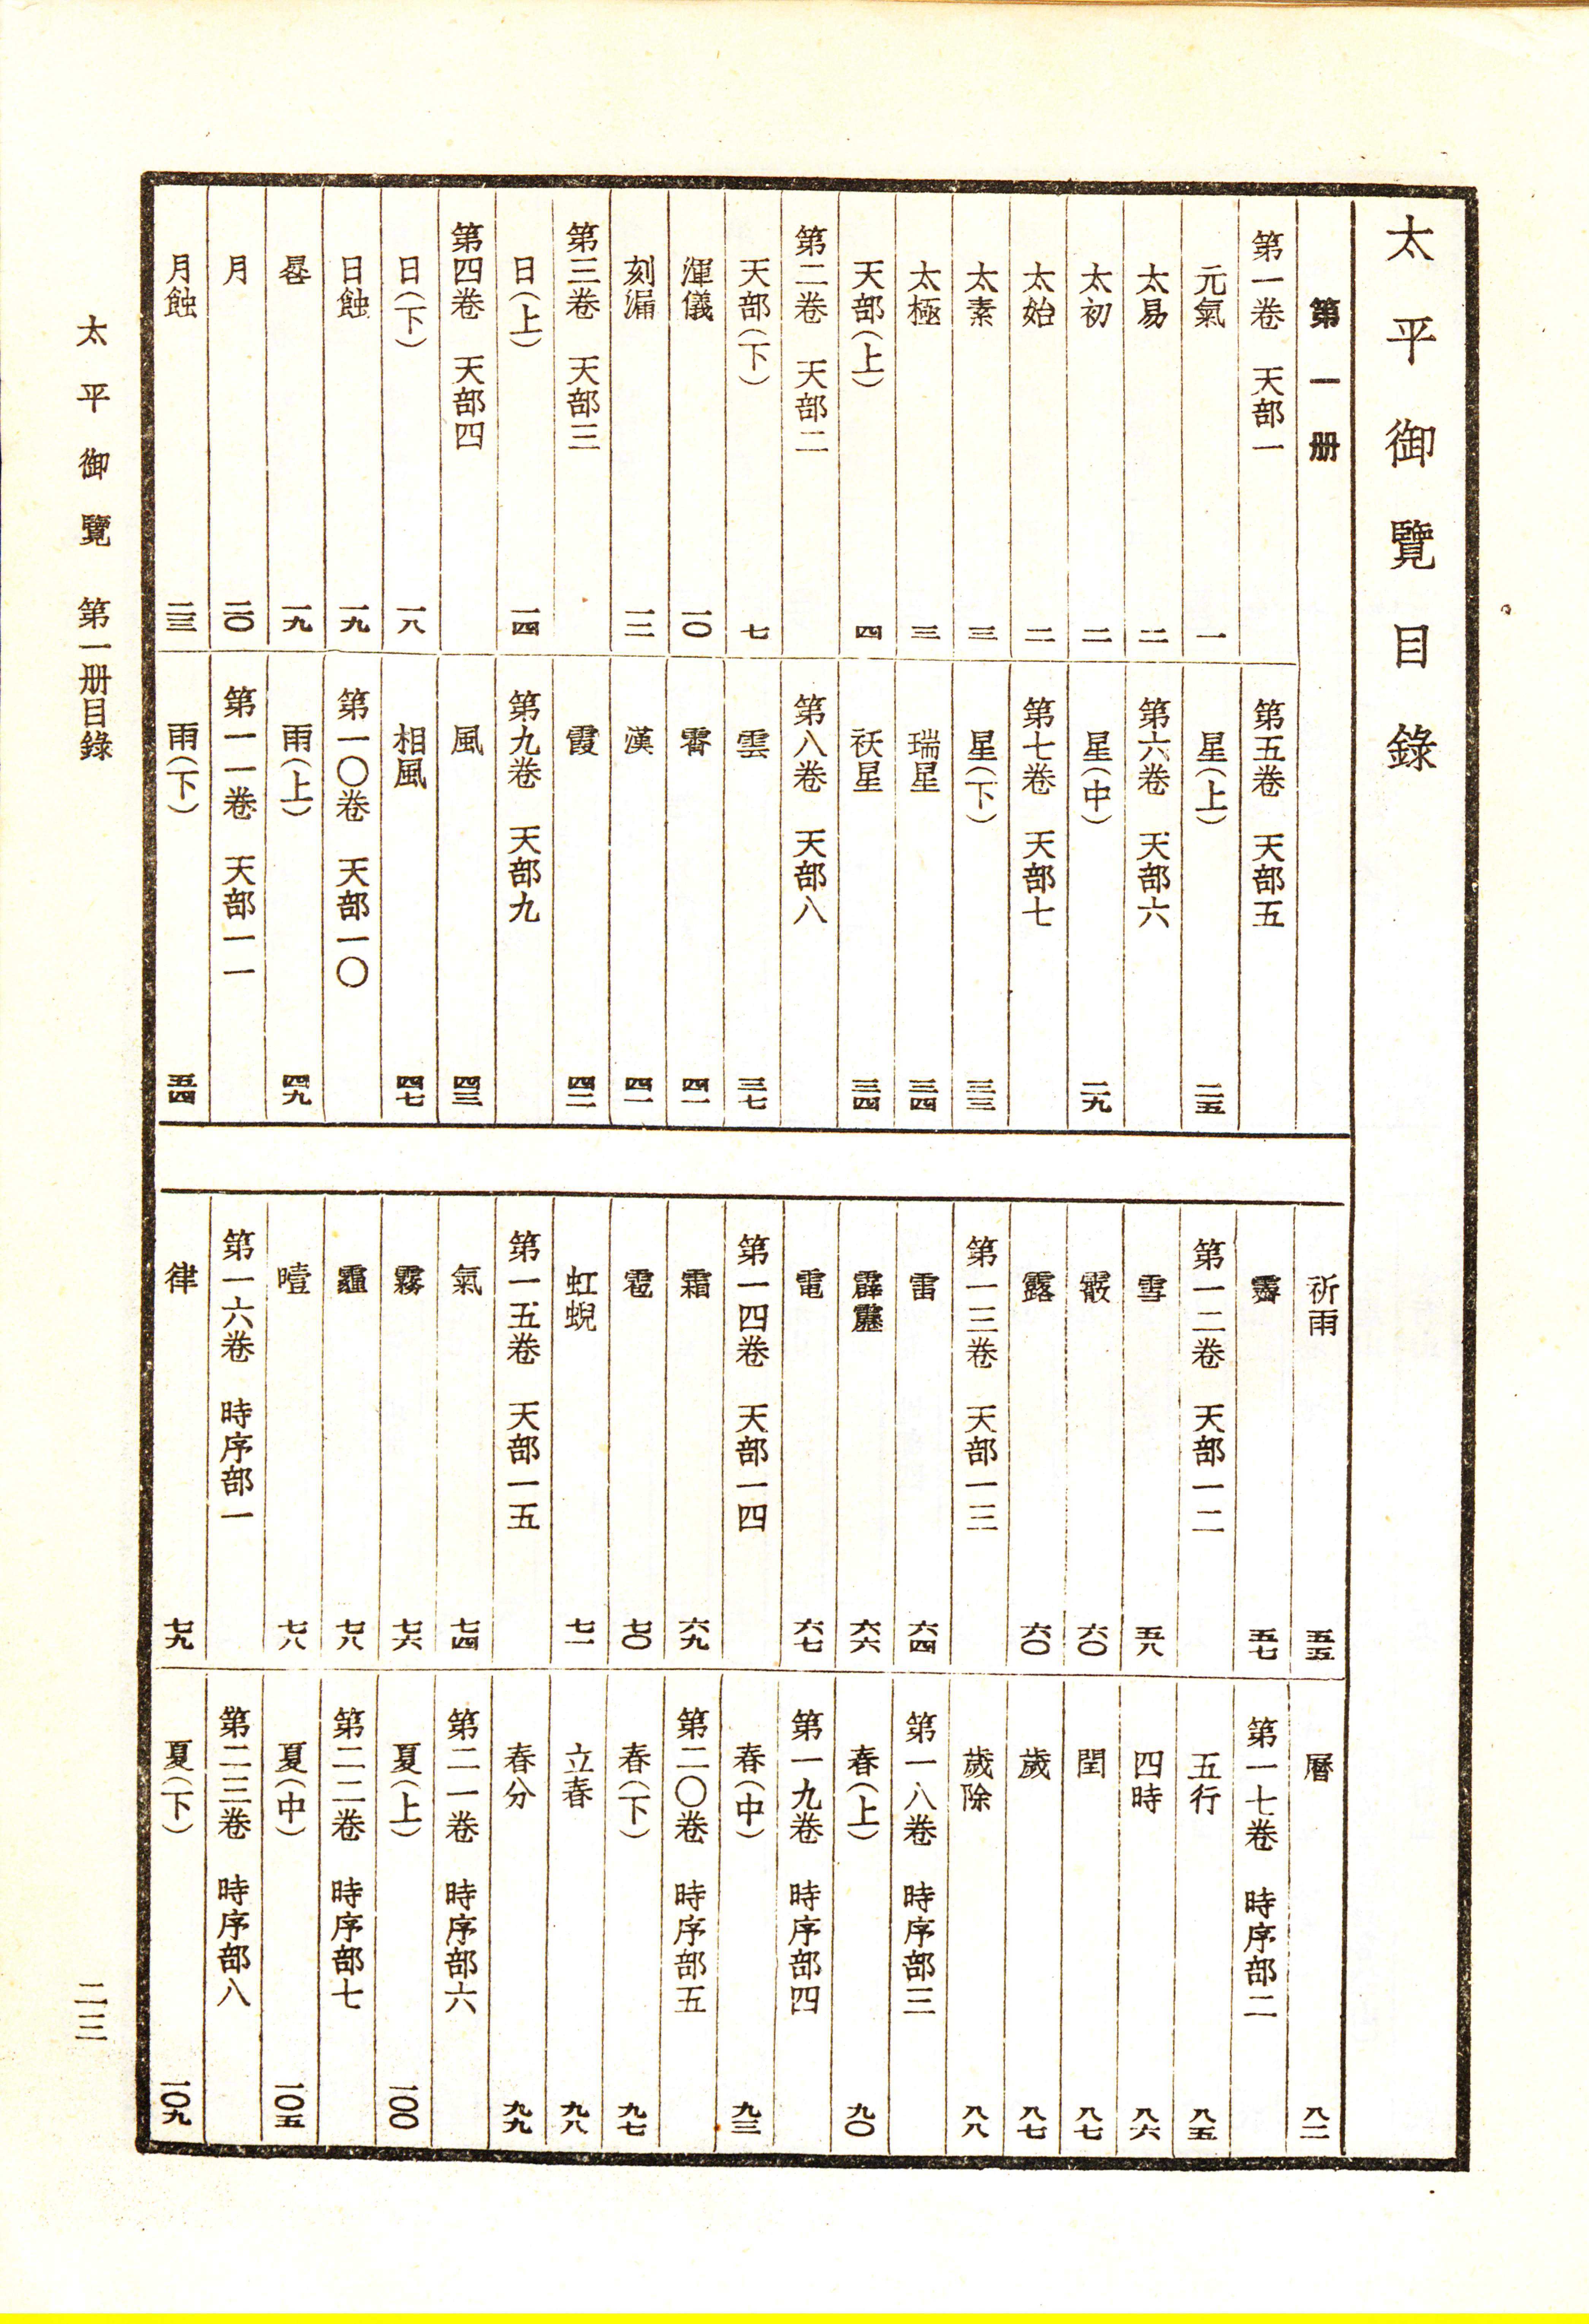 太平御覽目錄
第一册
第一卷　天部一
元氣　一
太易　二
太初　二
太始　二
太素　三
太極　三
天部(上)　四
第二卷　天部二
天部(下)　七
渾儀　一〇
刻漏　一二
第三卷　天部三
日(上)　一四
第四卷　天部四
日(下)　一八
日蝕　一九
晷　一九
月　二〇
月蝕　二三
第五卷　天部五
星(上)　二五
第六卷　天部六
星(中)　二九
第七卷　天部七
星(下)　三三
瑞星　三四
祅星　三四
第八卷　天部八
雲　三七
霄　四一
漢　四一
霞　四二
第九卷　天部九
風　四三
相風　四七
第一〇卷　天部一〇
雨(上)　四九
第一一卷　天部一一
雨(下)　五四
祈雨　五五
霽　五七
第一二卷　天部一二
雪　五八
霰　六〇
露　六〇
第一三卷　天部一三
雷　六四
霹靂　六六
電　六七
第一四卷　天部一四
霜　六九
雹　七〇
虹蜺　七一
第一五卷　天部一五
氣　七四
霧　七六
霾　七八
曀　七八
第一六卷　時序部一
律　七九
曆　八二
第一七卷　時序部二
五行　八五
四時　八六
閏　八七
歲　八七
歲除　八八
第一八卷　時序部三
春(上)　九〇
第一九卷　時序部四
春(中)　九三
第二〇卷　時序部五
春(下)　九七
立春　九八
春分　九九
第二一卷　時序部六
夏(上)　一〇〇
第二二卷　時序部七
夏(中)　一〇五
第二三卷　時序部八
夏(下)　一〇九
太平御覽　第一册目錄　二三